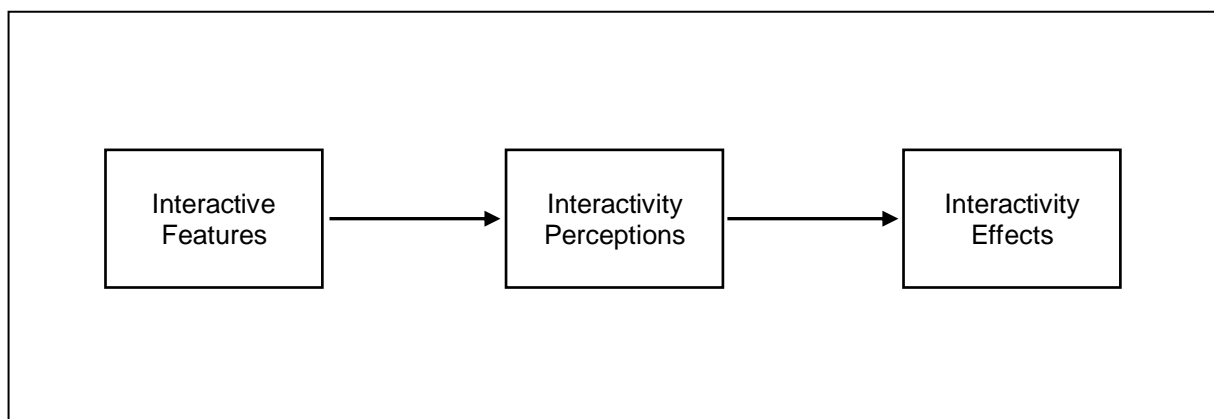 Interactive
Features
Interactivity
Perceptions
Interactivity
Effects